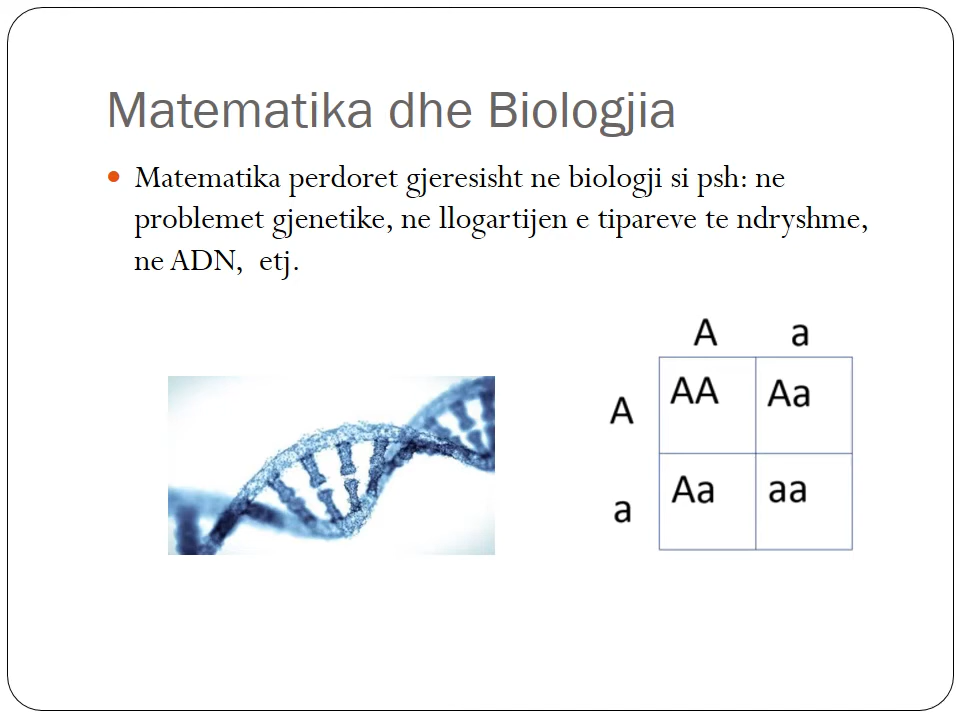 Matematika dhe Biologjia
Matematika perdoret gjeresisht ne biologji si psh: ne
problemet gjenetike, ne llogartijen e tipareve te ndryshme,
ne ADN,  etj.
A a
A AA Aa
a Aa aa